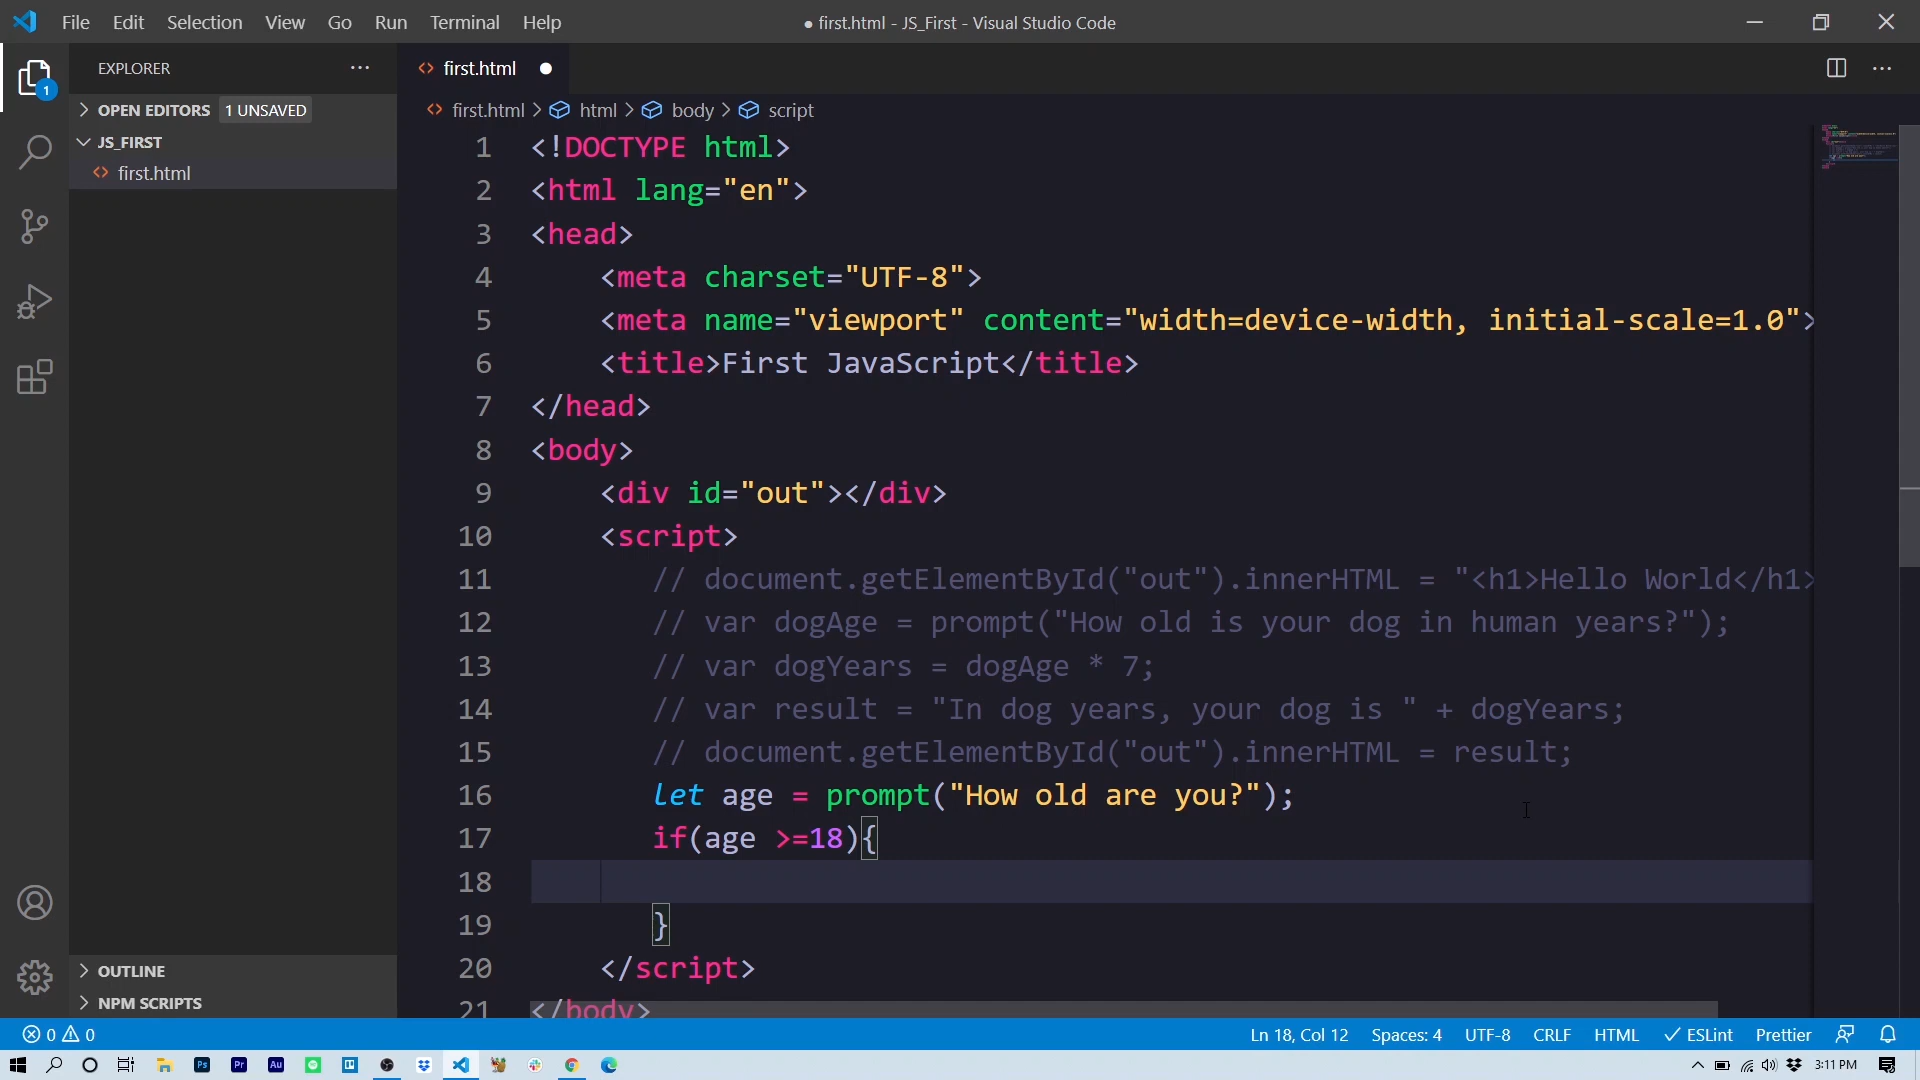 File Edit Selection View Go Run Terminal Help
● first.html - JS_First - Visual Studio Code
EXPLORER
OPEN EDITORS 1 UNSAVED
JS_FIRST
first.html
OUTLINE
NPM SCRIPTS
1
first.html
first.html > html > body > script
1 <!DOCTYPE html>
2 <html lang="en">
3 <head>
4 <meta charset="UTF-8">
5 <meta name="viewport" content="width=device-width, initial-scale=1.0">
6 <title>First JavaScript</title>
7 </head>
8 <body>
9 <div id="out"></div>
10 <script>
11 // document.getElementById("out").innerHTML = "<h1>Hello World</h1>
12 // var dogAge = prompt("How old is your dog in human years?");
13 // var dogYears = dogAge * 7;
14 // var result = "In dog years, your dog is " + dogYears;
15 // document.getElementById("out").innerHTML = result;
16 let age = prompt("How old are you?");
17 if(age >=18){
18
19 }
20 </script>
21 </body>
0 0
Ln 18, Col 12 Spaces: 4 UTF-8 CRLF HTML ESLint Prettier
Ps Pr Au
3:11 PM